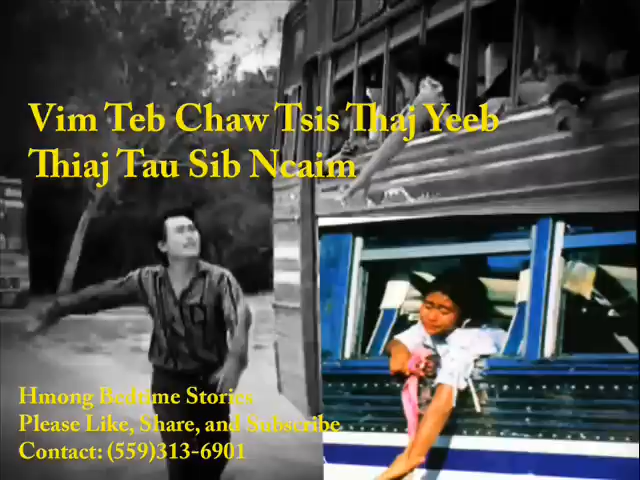 Vim Teb Chaw Tsis Thaj Yeeb
Thiaj Tau Sib Ncaim
Hmong Bedtime Stories
Please Like, Share, and Subscribe
Contact: (559)313-6901